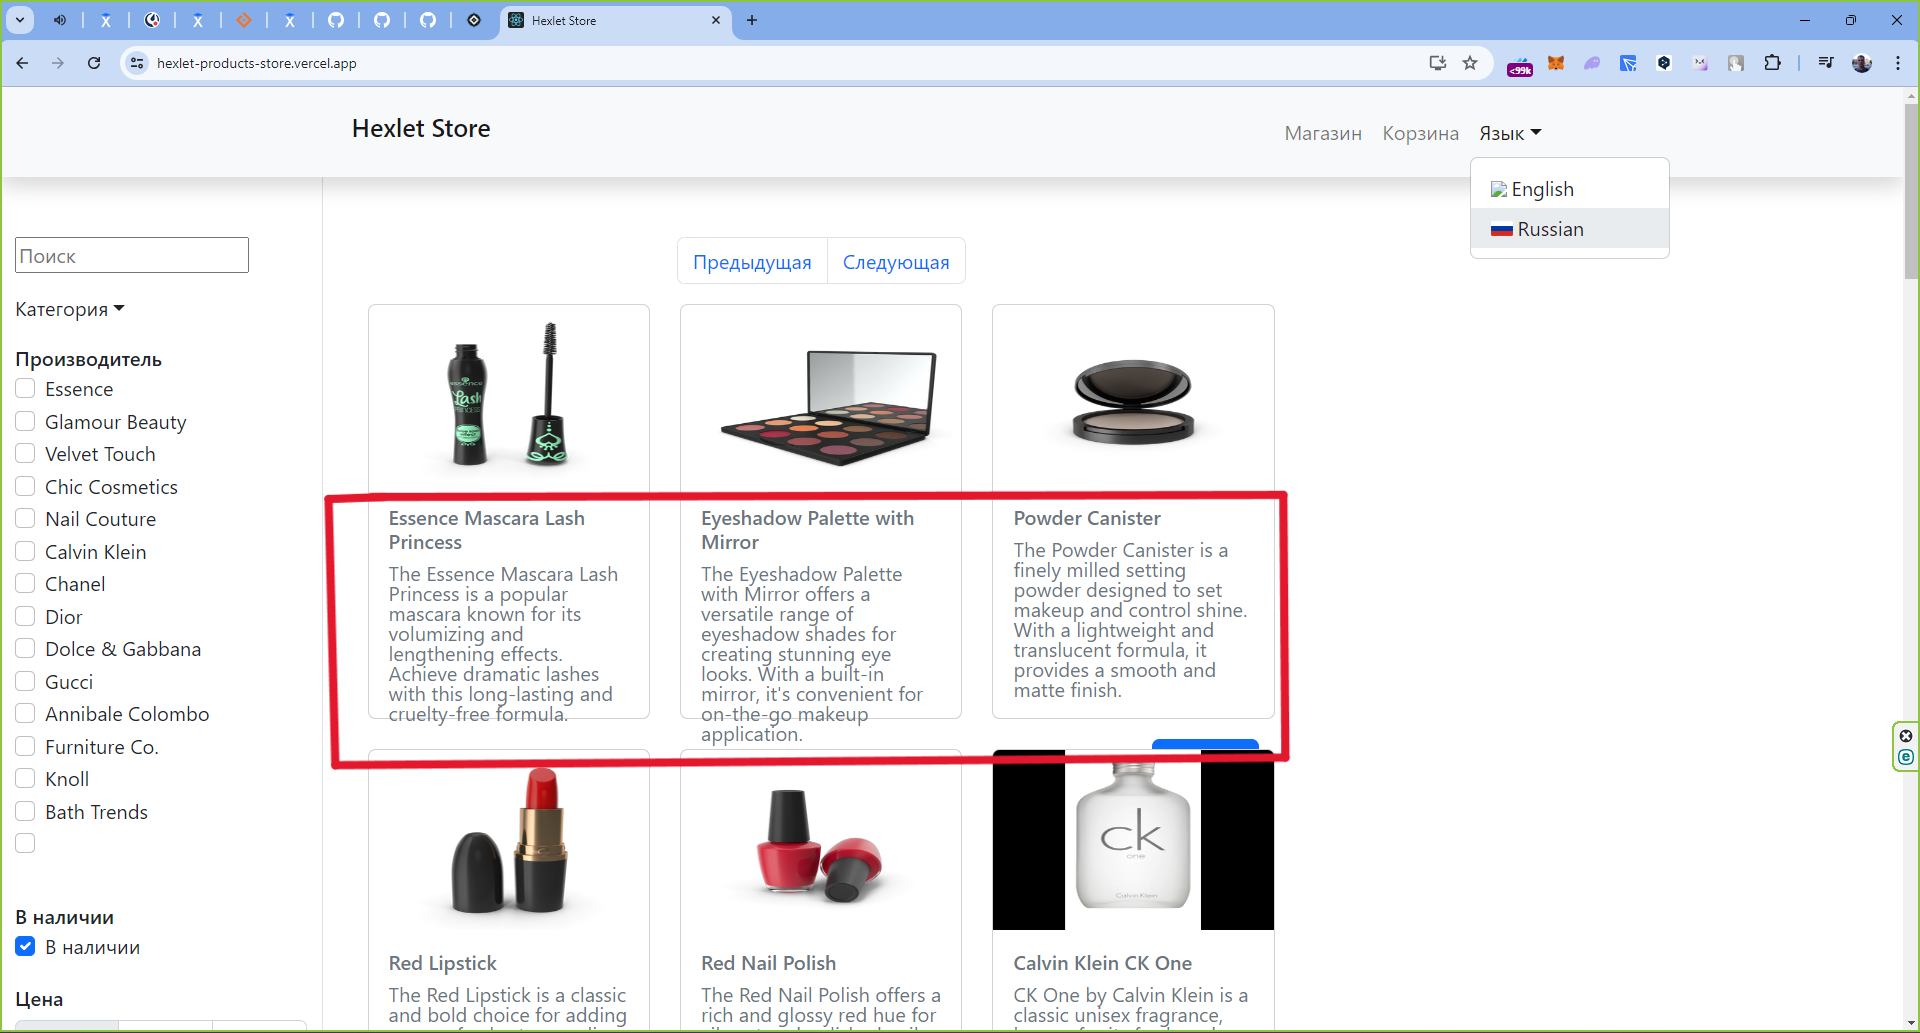 Hexlet Store
hexlet-products-store.vercel.app
<99k
Hexlet Store
Магазин Корзина Язык
English
Russian
Поиск
Предыдущая Следующая
Категория
Производитель
Essence
Glamour Beauty
Velvet Touch
Chic Cosmetics
Nail Couture
Calvin Klein
Chanel
Dior
Dolce & Gabbana
Gucci
Annibale Colombo
Furniture Co.
Knoll
Bath Trends
В наличии
В наличии
Цена
essence
Lash
PRINCESS
Essence Mascara Lash
Princess
The Essence Mascara Lash
Princess is a popular
mascara known for its
volumizing and
lengthening effects.
Achieve dramatic lashes
with this long-lasting and
cruelty-free formula.
Eyeshadow Palette with
Mirror
The Eyeshadow Palette
with Mirror offers a
versatile range of
eyeshadow shades for
creating stunning eye
looks. With a built-in
mirror, it's convenient for
on-the-go makeup
application.
Powder Canister
The Powder Canister is a
finely milled setting
powder designed to set
makeup and control shine.
With a lightweight and
translucent formula, it
provides a smooth and
matte finish.
ck
one
Calvin Klein
Red Lipstick
The Red Lipstick is a classic
and bold choice for adding
Red Nail Polish
The Red Nail Polish offers a
rich and glossy red hue for
Calvin Klein CK One
CK One by Calvin Klein is a
classic unisex fragrance,